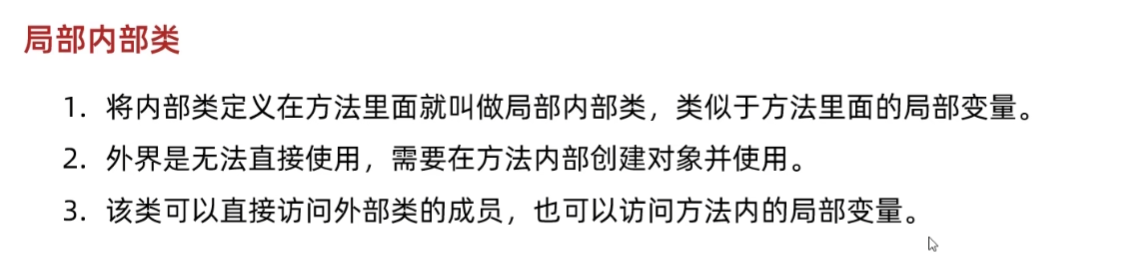 局部内部类
1. 将内部类定义在方法里面就叫做局部内部类，类似于方法里面的局部变量。
2. 外界是无法直接使用，需要在方法内部创建对象并使用。
3. 该类可以直接访问外部类的成员，也可以访问方法内的局部变量。